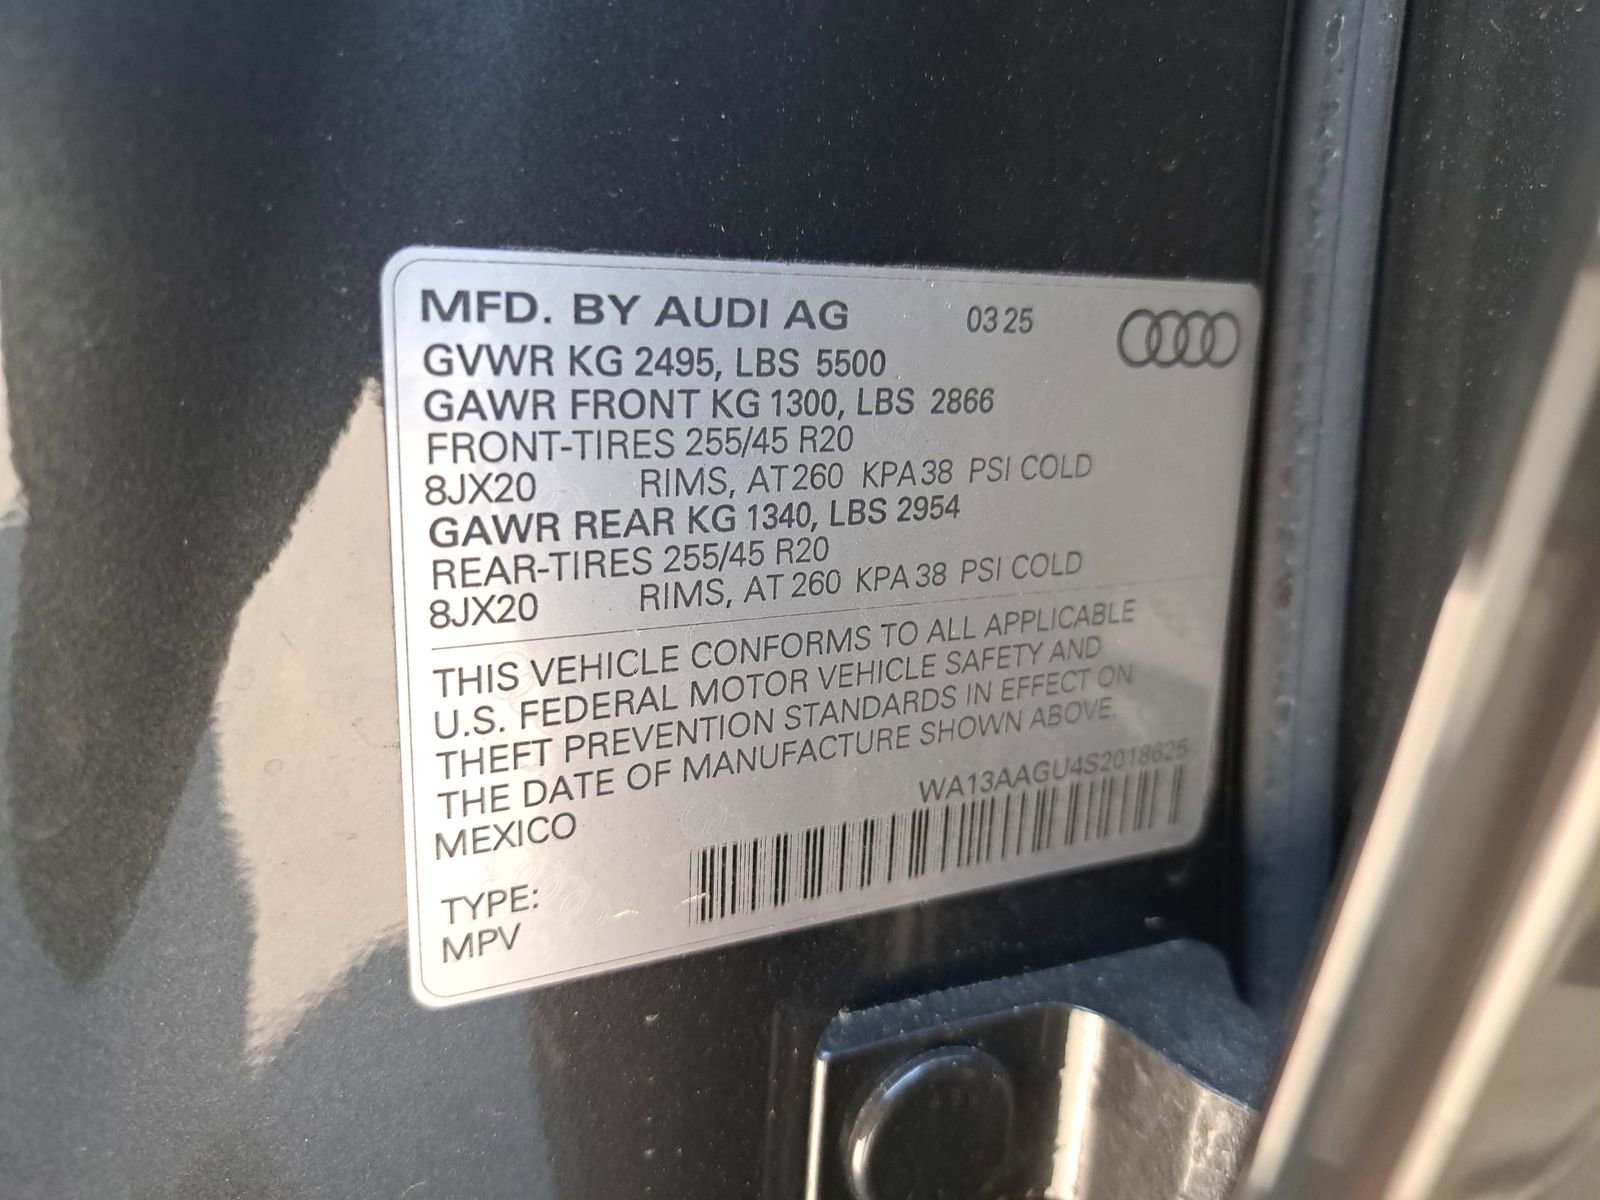 MFD. BY AUDI AG 03 25
GVWR KG 2495, LBS 5500
GAWR FRONT KG 1300, LBS 2866
FRONT-TIRES 255/45 R20
8JX20 RIMS, AT 260 KPA 38 PSI COLD
GAWR REAR KG 1340, LBS 2954
REAR-TIRES 255/45 R20
8JX20 RIMS, AT 260 KPA 38 PSI COLD
THIS VEHICLE CONFORMS TO ALL APPLICABLE
U.S. FEDERAL MOTOR VEHICLE SAFETY AND
THEFT PREVENTION STANDARDS IN EFFECT ON
THE DATE OF MANUFACTURE SHOWN ABOVE.
MEXICO WA13AAGU4S2018625
TYPE:
MPV